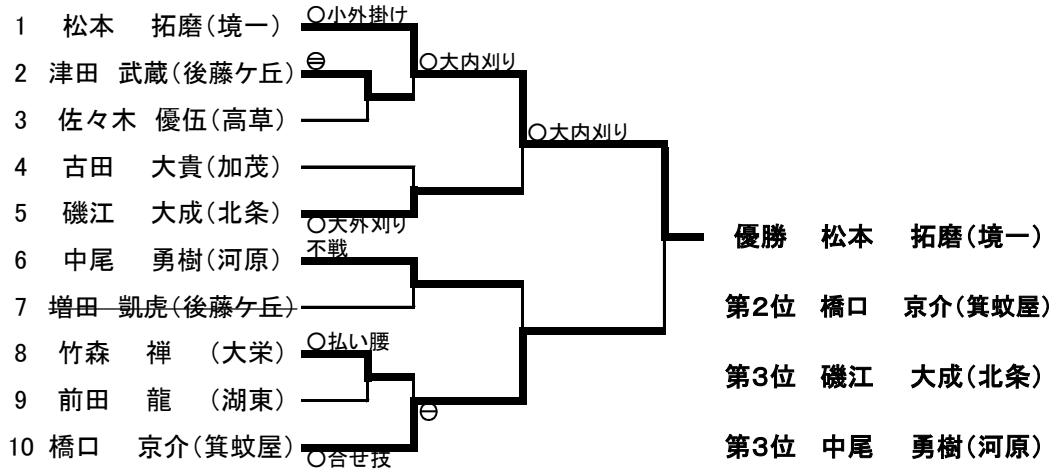 1 松本 拓磨(境一)
〇小外掛け
2 津田 武蔵(後藤ケ丘)
⊖
〇大内刈り
3 佐々木 優伍(高草)
〇大内刈り
4 古田 大貴(加茂)
5 磯江 大成(北条)
〇大外刈り
6 中尾 勇樹(河原)
不戦
7 増田 凱虎(後藤ケ丘)
8 竹森 禅 (大栄)
〇払い腰
9 前田 龍 (湖東)
⊖
10 橋口 京介(箕蚊屋)
〇合せ技
優勝 松本 拓磨(境一)
第2位 橋口 京介(箕蚊屋)
第3位 磯江 大成(北条)
第3位 中尾 勇樹(河原)